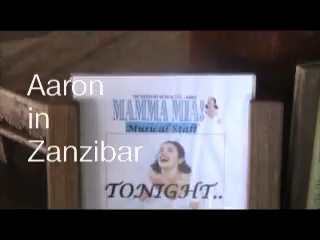 Aaron
in
Zanzibar
MAMMA MIA!
Musical Staff
TONIGHT..